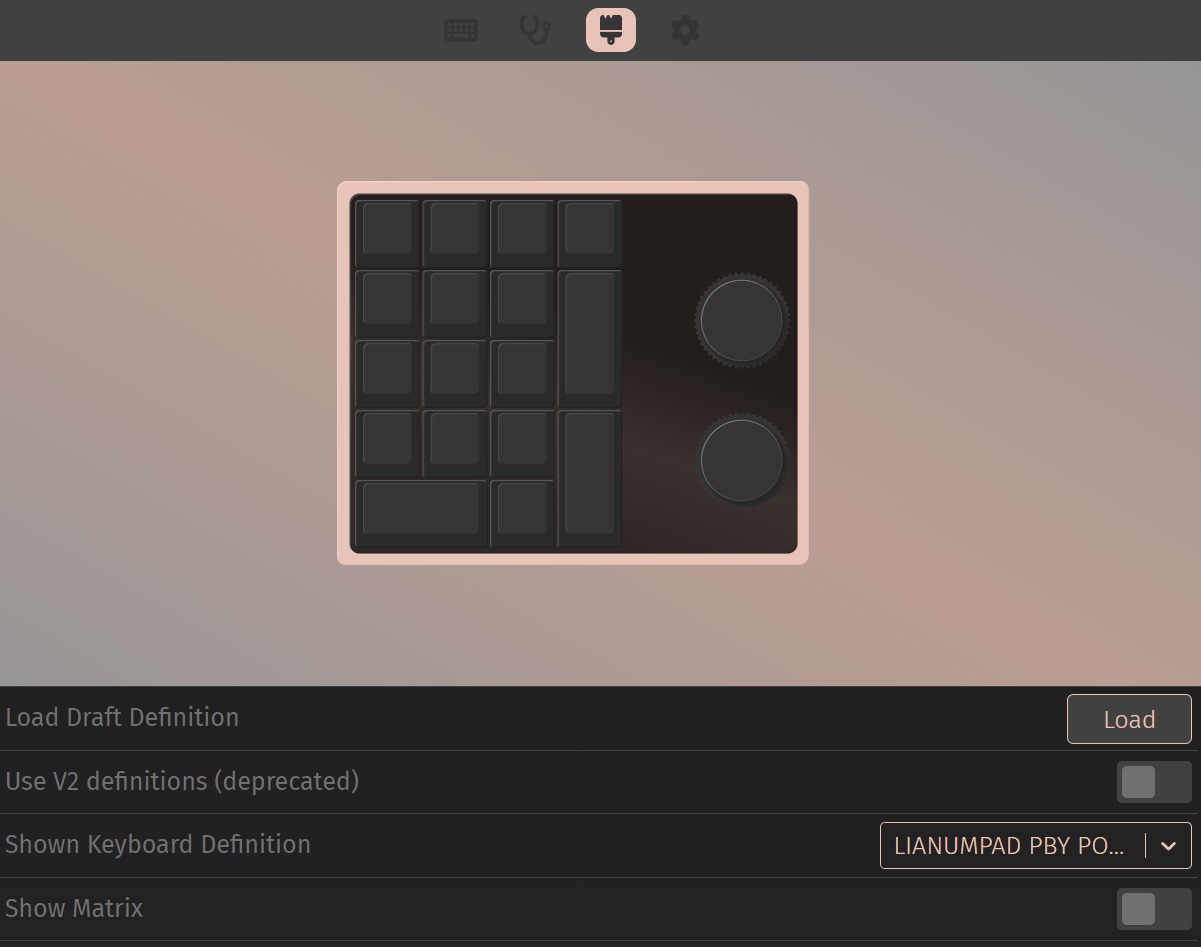 Load Draft Definition
Load
Use V2 definitions (deprecated)
Shown Keyboard Definition
LIANUMPAD PBY PO...
Show Matrix